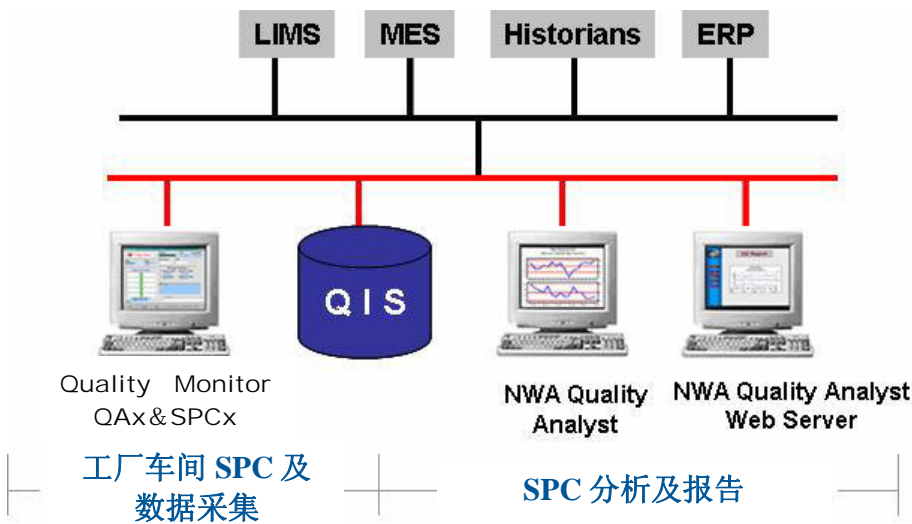 LIMS
MES
Historians
ERP
QIS
Quality Monitor
QAx&SPCx
NWA Quality
Analyst
NWA Quality Analyst
Web Server
工厂车间 SPC 及
数据采集
SPC 分析及报告